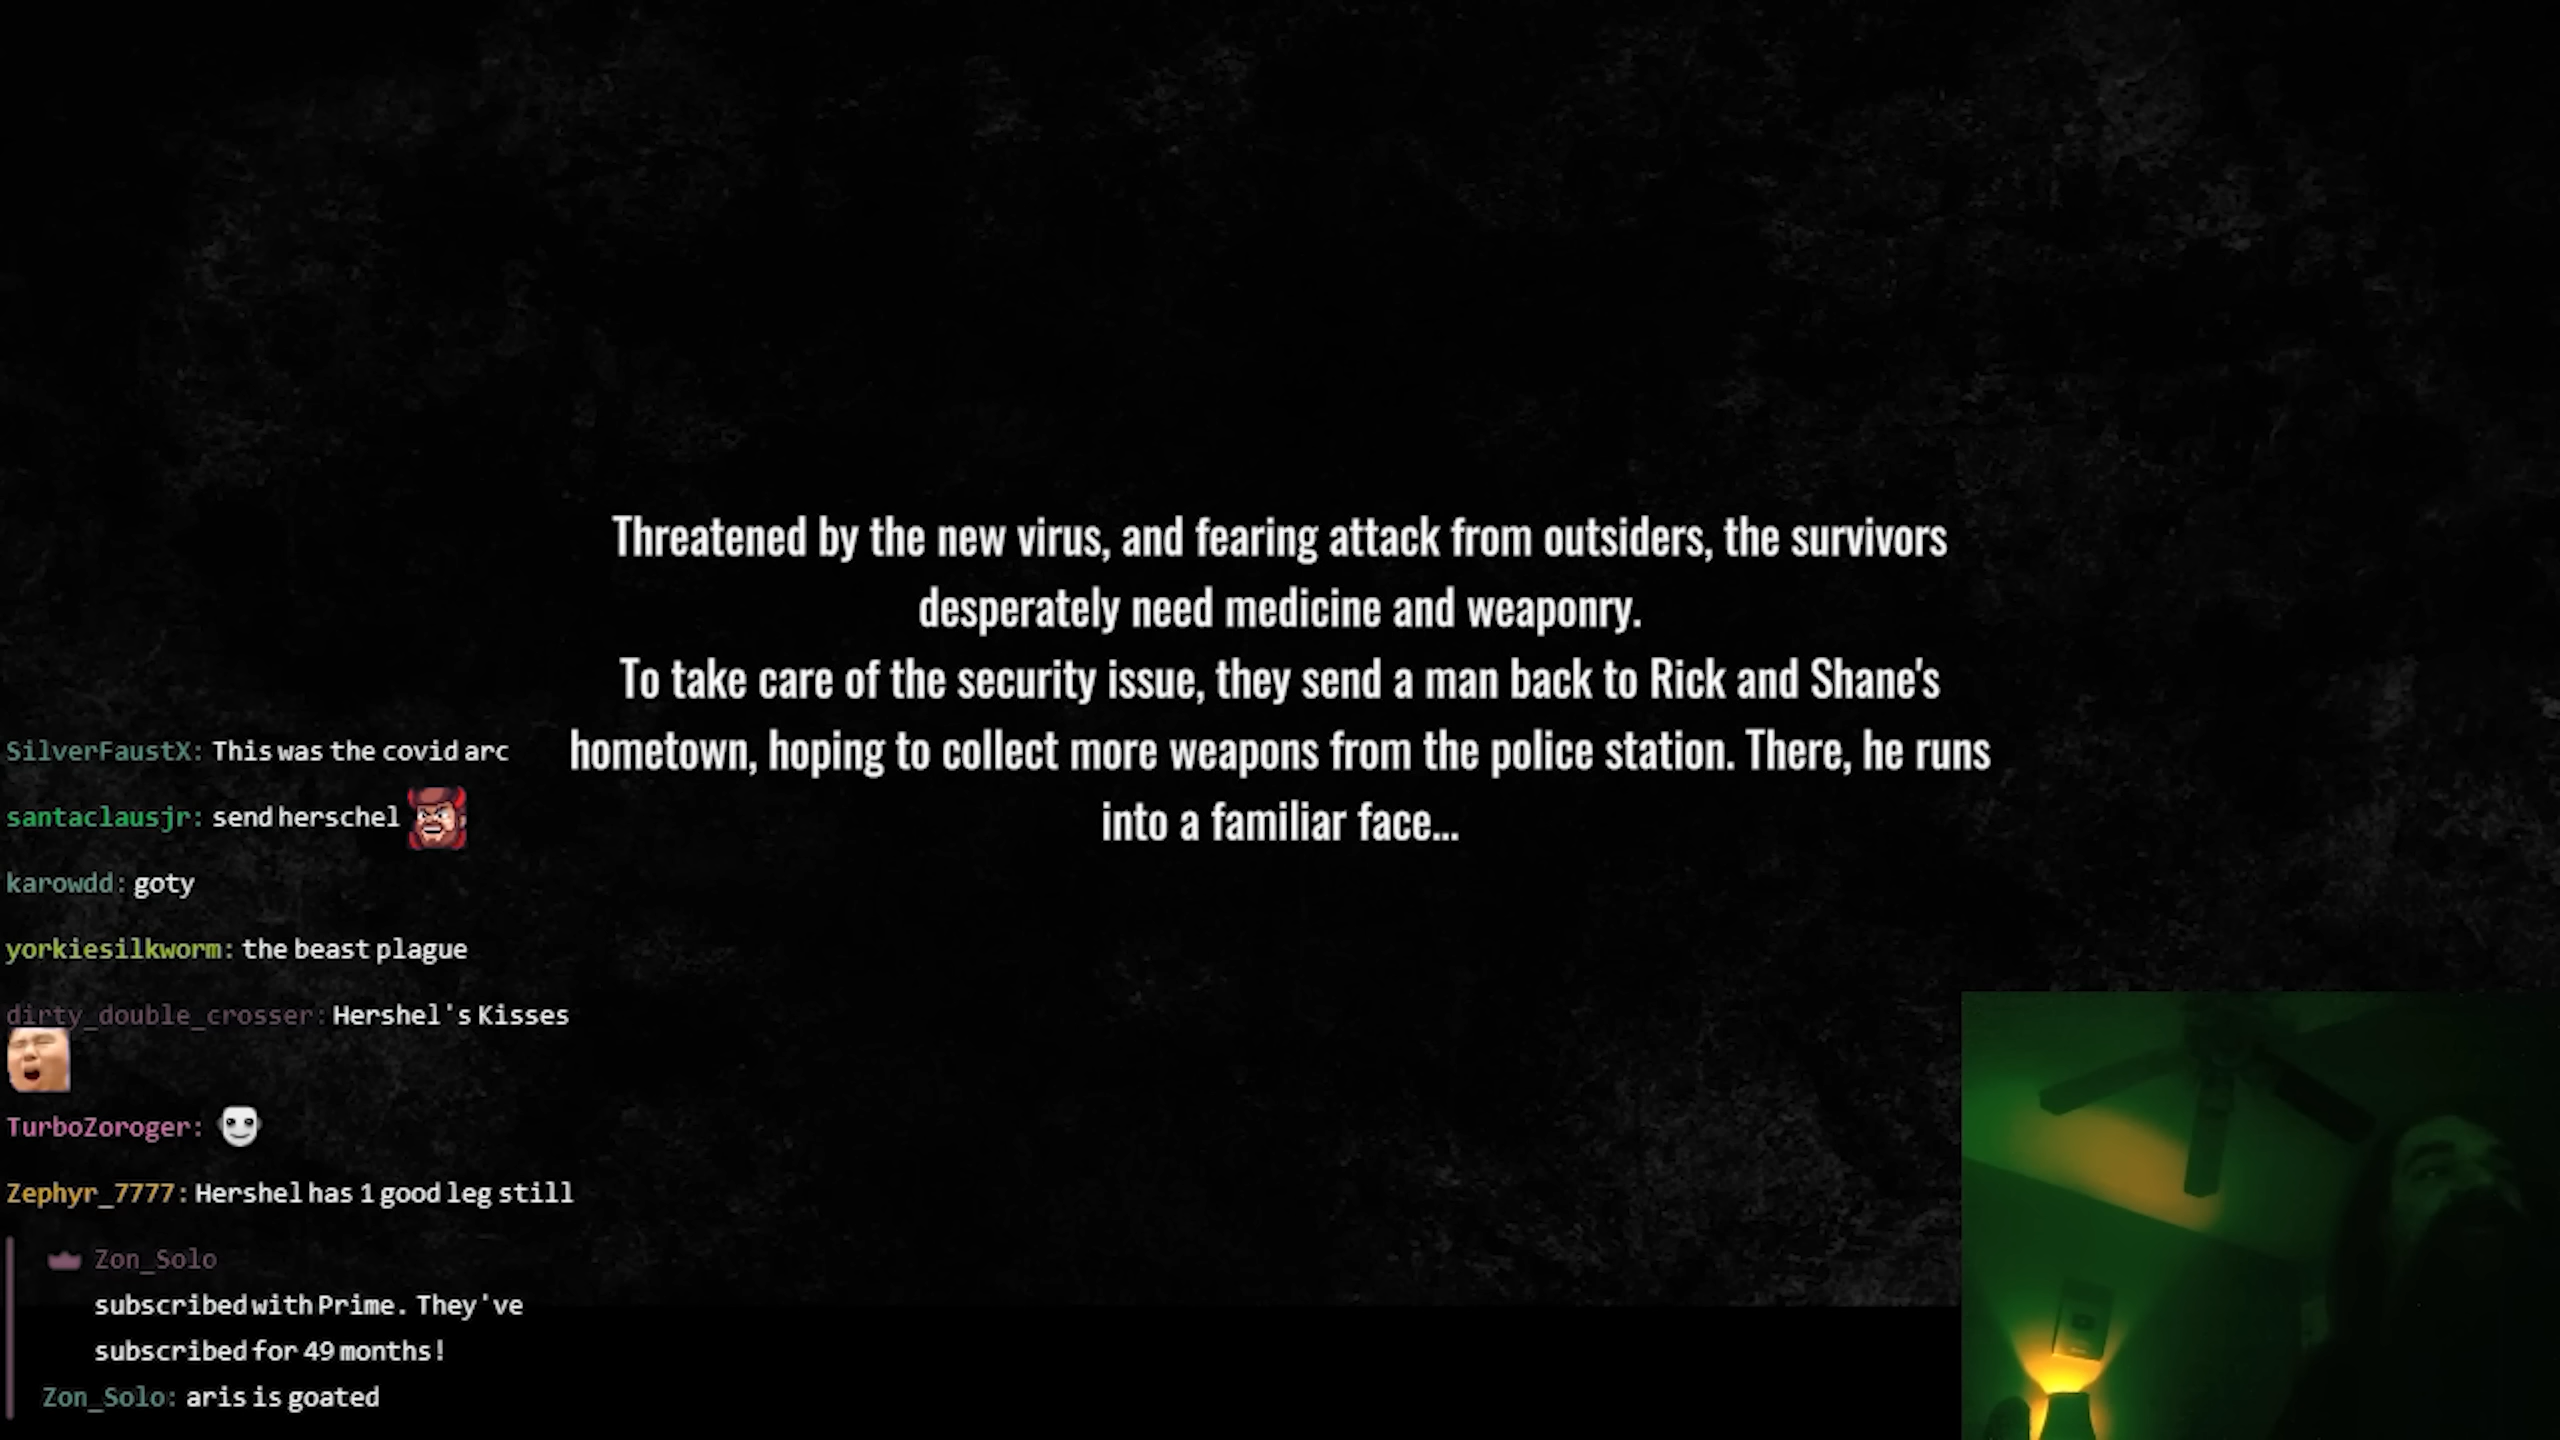 Threatened by the new virus, and fearing attack from outsiders, the survivors
desperately need medicine and weaponry.
To take care of the security issue, they send a man back to Rick and Shane's
hometown, hoping to collect more weapons from the police station. There, he runs
into a familiar face...
SilverFaustX: This was the covid arc
santaclausjr: send herschel
karowdd: goty
yorkiesilkworm: the beast plague
dirty_double_crosser: Hershel's Kisses
TurboZoroger:
Zephyr_7777: Hershel has 1 good leg still
Zon_Solo
subscribed with Prime. They've
subscribed for 49 months!
Zon_Solo: aris is goated